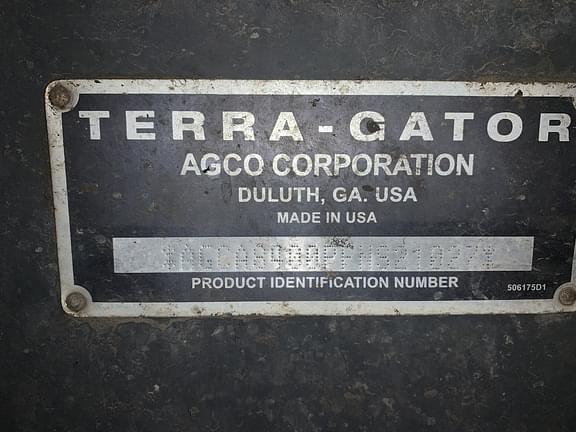 TERRA-GATOR
AGCO CORPORATION
DULUTH, GA. USA
MADE IN USA
PRODUCT IDENTIFICATION NUMBER
506175D1